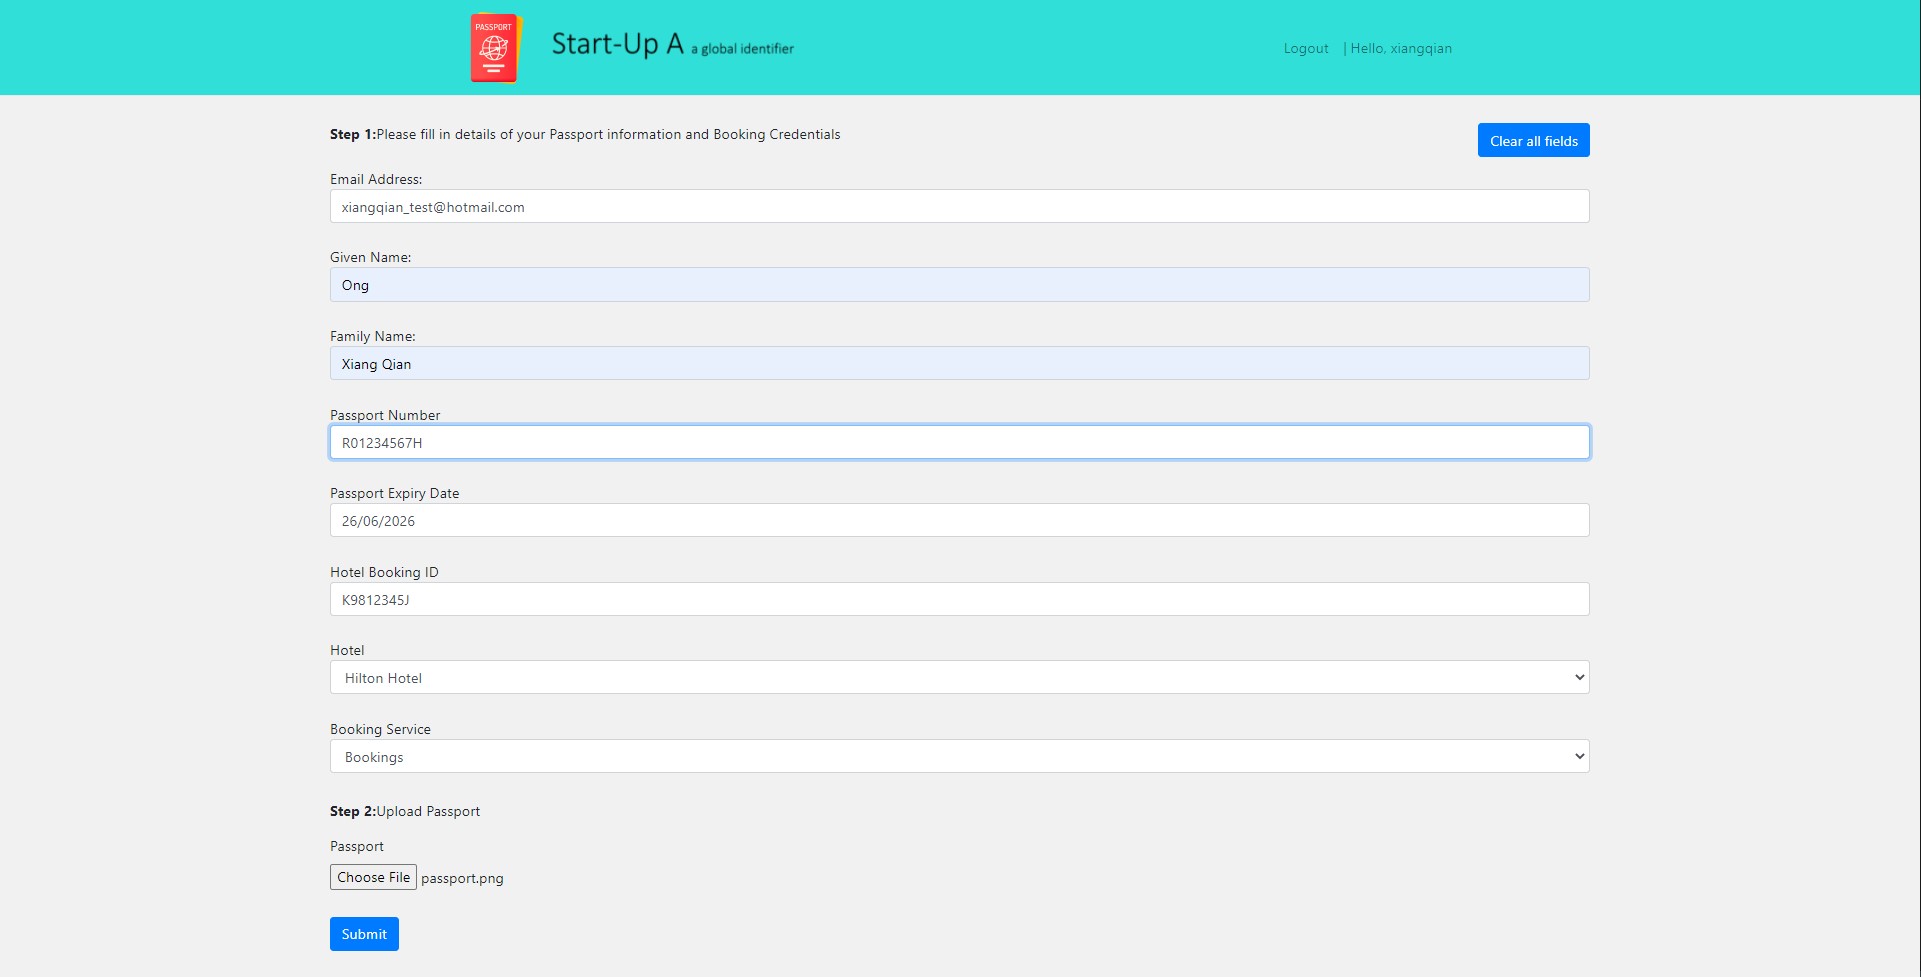 PASSPORT
Start-Up A a global identifier
Logout | Hello, xiangqian
Step 1:Please fill in details of your Passport information and Booking Credentials
Clear all fields
Email Address:
xiangqian_test@hotmail.com
Given Name:
Ong
Family Name:
Xiang Qian
Passport Number
R01234567H
Passport Expiry Date
26/06/2026
Hotel Booking ID
K9812345J
Hotel
Hilton Hotel
Booking Service
Bookings
Step 2:Upload Passport
Passport
Choose File passport.png
Submit